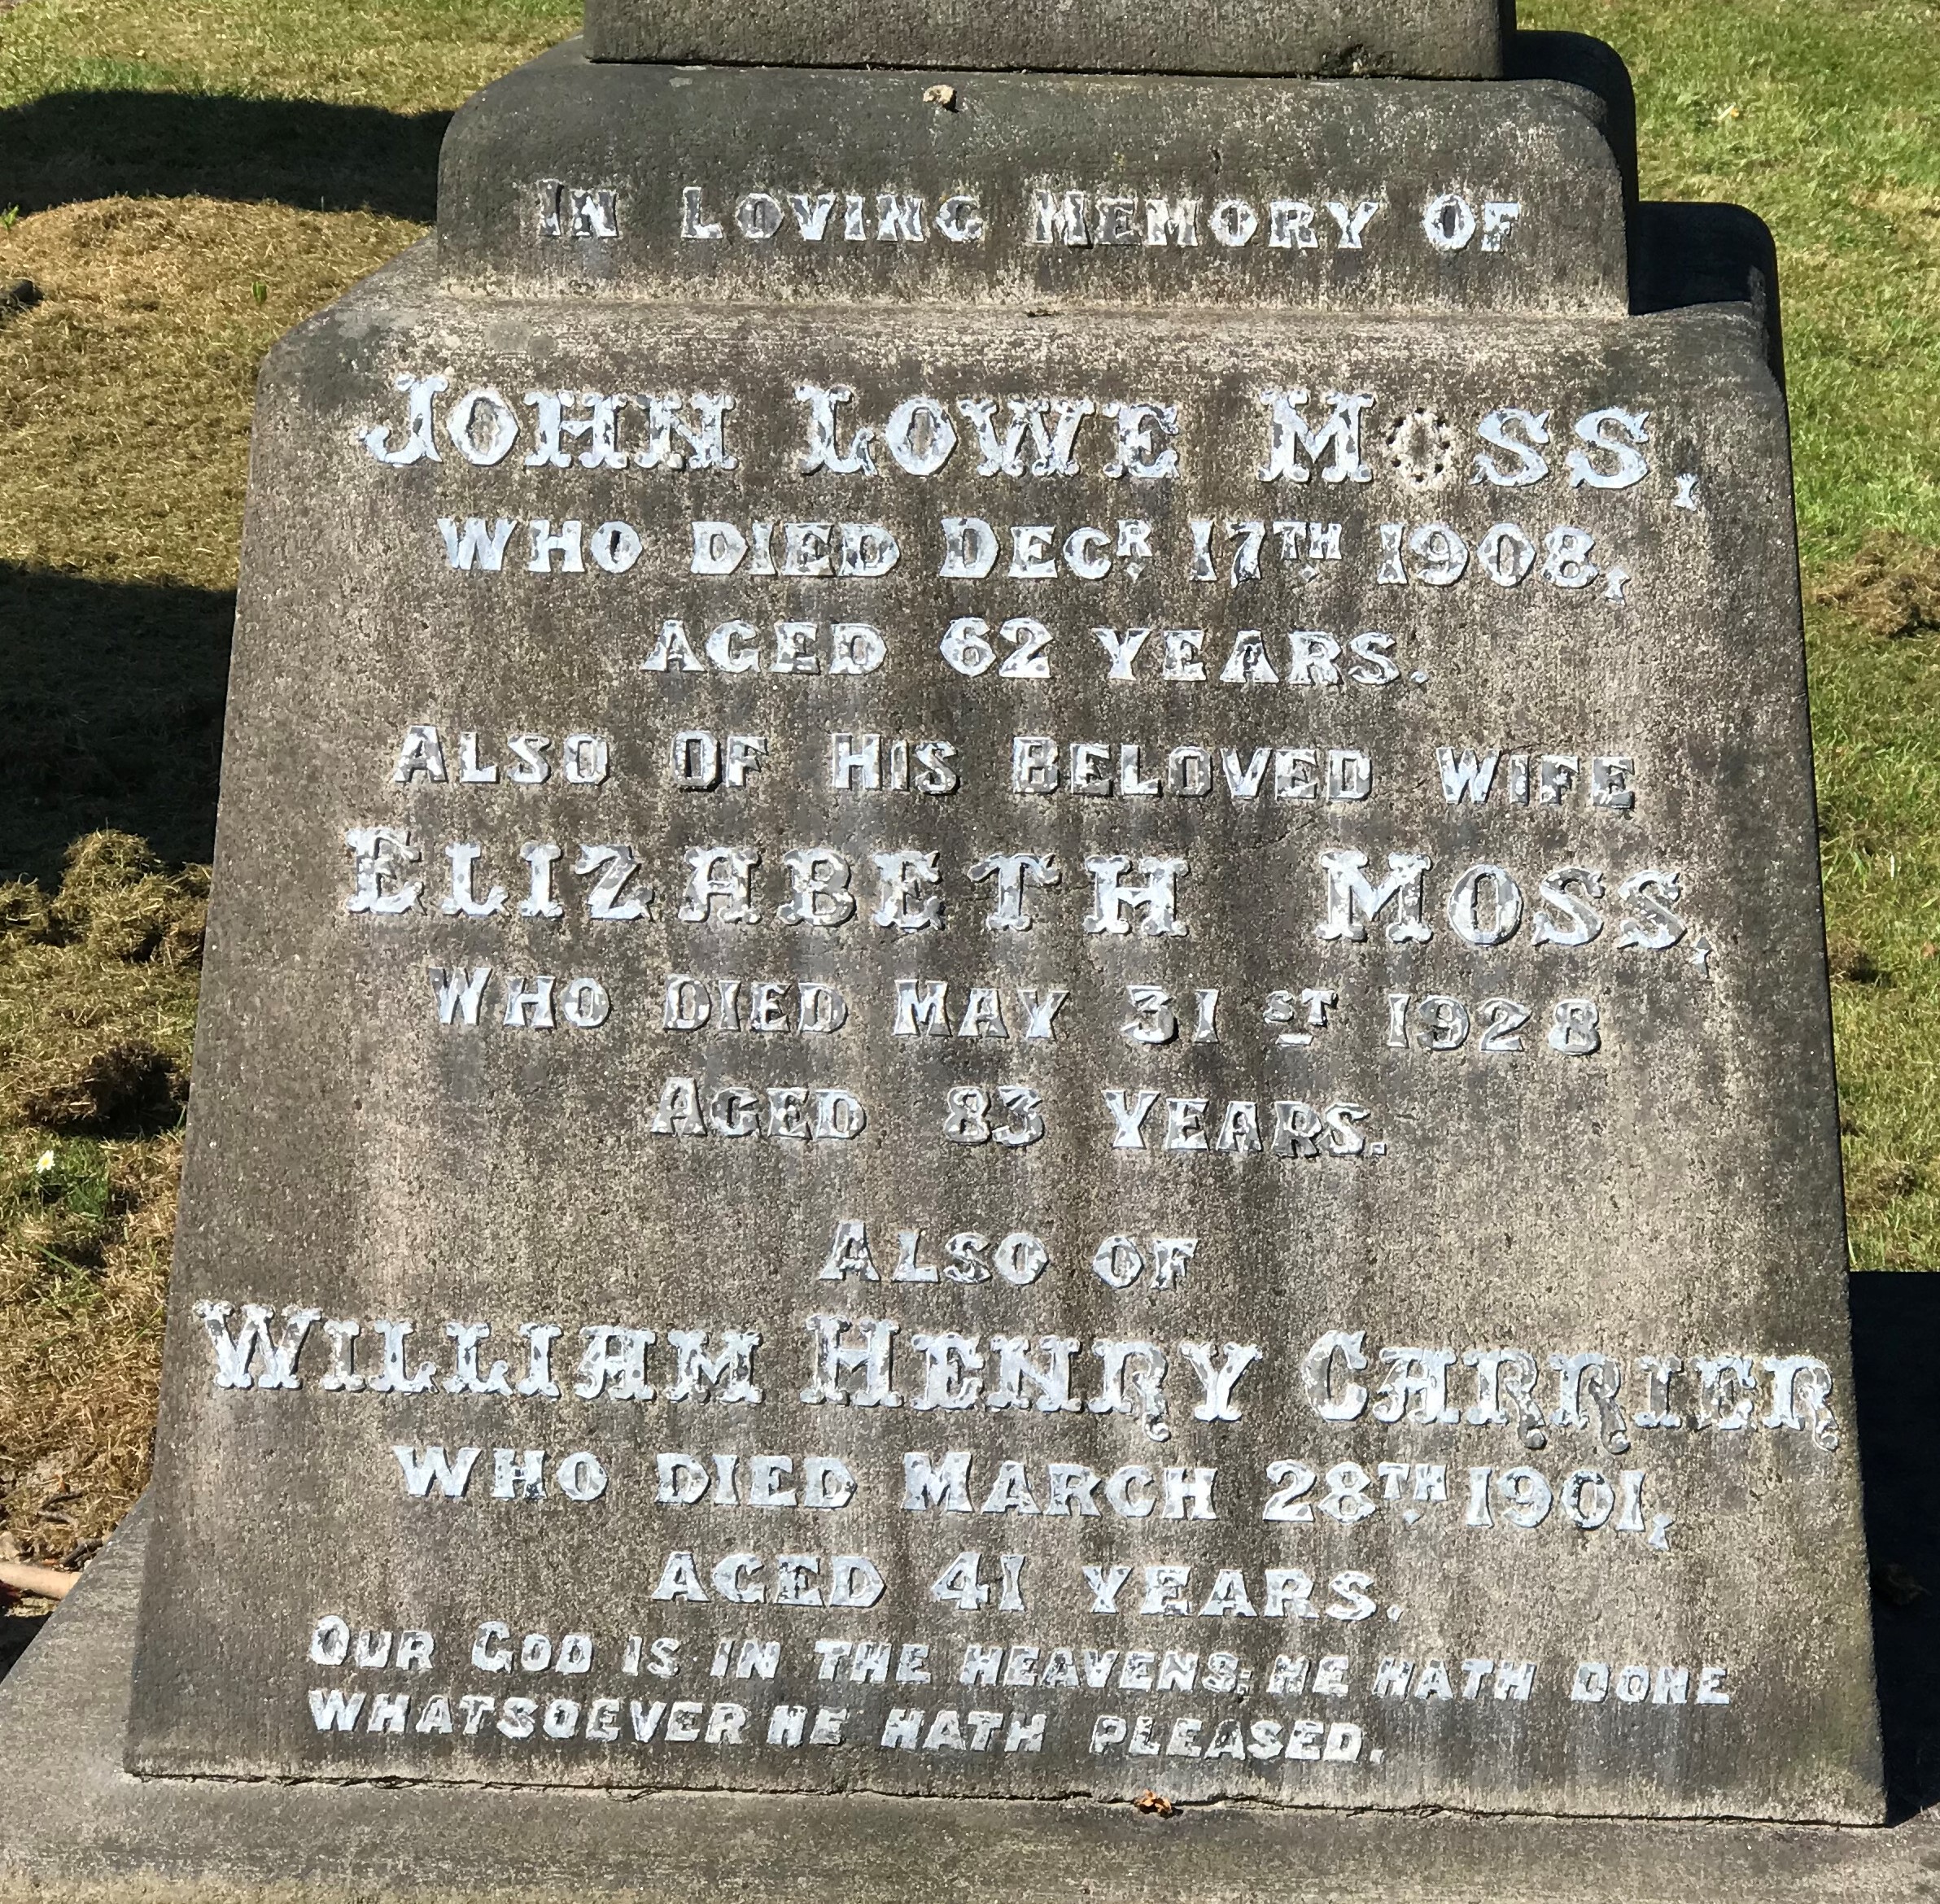 IN LOVING MEMORY OF
JOHN LOWE MOSS,
WHO DIED DECR 17TH 1908,
AGED 62 YEARS.
ALSO OF HIS BELOVED WIFE
ELIZABETH MOSS,
WHO DIED MAY 31ST 1928
AGED 83 YEARS.
ALSO OF
WILLIAM HENRY CARRIER
WHO DIED MARCH 28TH 1901,
AGED 41 YEARS.
OUR GOD IS IN THE HEAVENS; HE HATH DONE
WHATSOEVER HE HATH PLEASED.